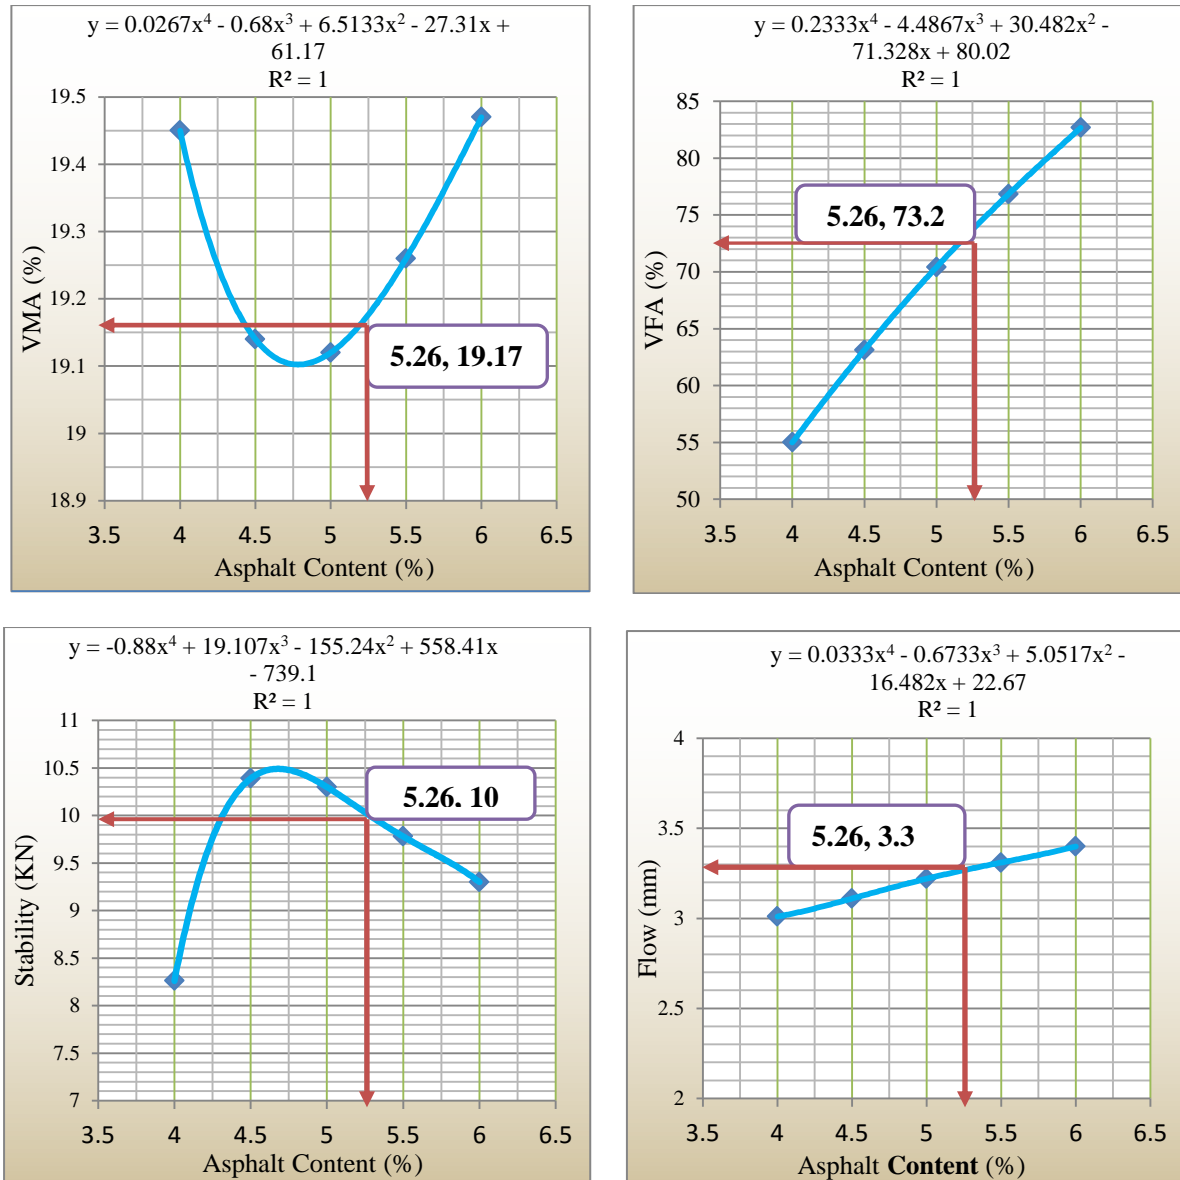 y = 0.0267x⁴ - 0.68x³ + 6.5133x² - 27.31x +
61.17
R² = 1
19.5
19.4
19.3
19.2
19.1
19
18.9
VMA (%)
5.26, 19.17
3.5 4 4.5 5 5.5 6 6.5
Asphalt Content (%)
y = 0.2333x⁴ - 4.4867x³ + 30.482x² -
71.328x + 80.02
R² = 1
85
80
75
70
65
60
55
50
VFA (%)
5.26, 73.2
3.5 4 4.5 5 5.5 6 6.5
Asphalt Content (%)
y = -0.88x⁴ + 19.107x³ - 155.24x² + 558.41x
- 739.1
R² = 1
11
10.5
10
9.5
9
8.5
8
7.5
7
Stability (KN)
5.26, 10
3.5 4 4.5 5 5.5 6 6.5
Asphalt Content (%)
y = 0.0333x⁴ - 0.6733x³ + 5.0517x² -
16.482x + 22.67
R² = 1
4
3.5
3
2.5
2
Flow (mm)
5.26, 3.3
3.5 4 4.5 5 5.5 6 6.5
Asphalt Content (%)